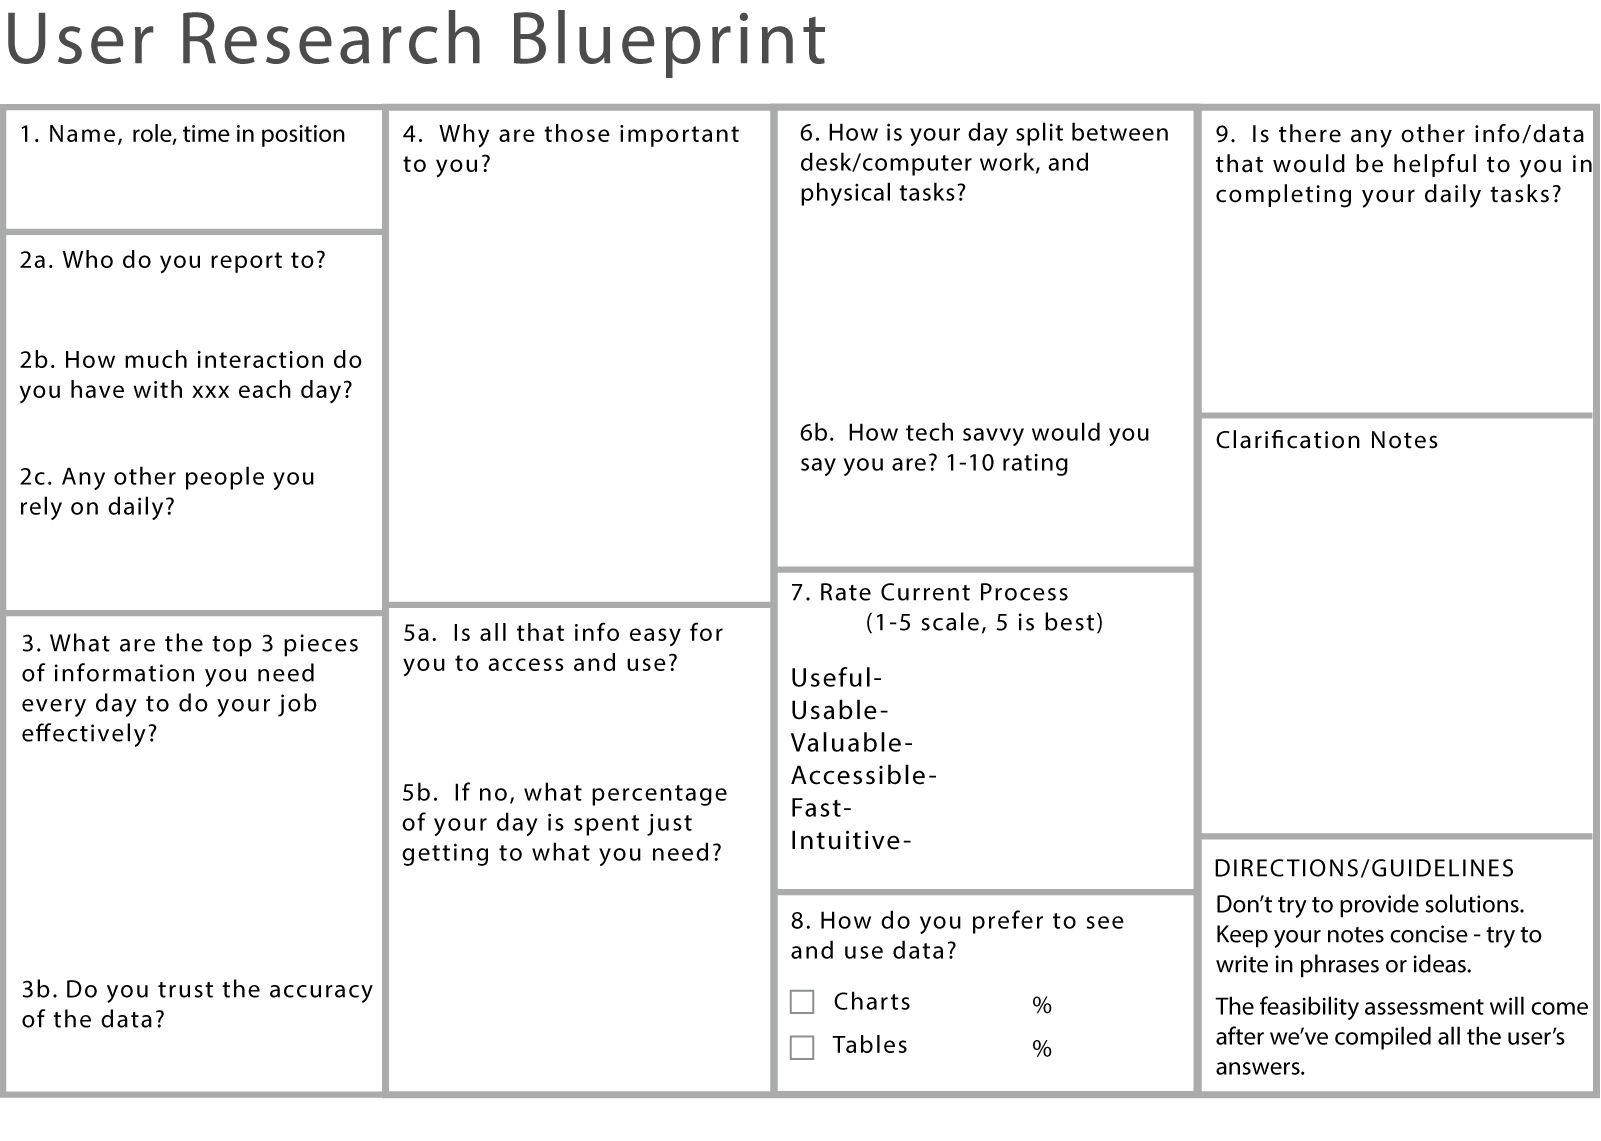 User Research Blueprint
1. Name, role, time in position
2a. Who do you report to?
2b. How much interaction do
you have with xxx each day?
2c. Any other people you
rely on daily?
3. What are the top 3 pieces
of information you need
every day to do your job
effectively?
3b. Do you trust the accuracy
of the data?
4. Why are those important
to you?
5a. Is all that info easy for
you to access and use?
5b. If no, what percentage
of your day is spent just
getting to what you need?
6. How is your day split between
desk/computer work, and
physical tasks?
6b. How tech savvy would you
say you are? 1-10 rating
7. Rate Current Process
(1-5 scale, 5 is best)
Useful-
Usable-
Valuable-
Accessible-
Fast-
Intuitive-
8. How do you prefer to see
and use data?
Charts %
Tables %
9. Is there any other info/data
that would be helpful to you in
completing your daily tasks?
Clarification Notes
DIRECTIONS/GUIDELINES
Don't try to provide solutions.
Keep your notes concise - try to
write in phrases or ideas.
The feasibility assessment will come
after we've compiled all the user's
answers.